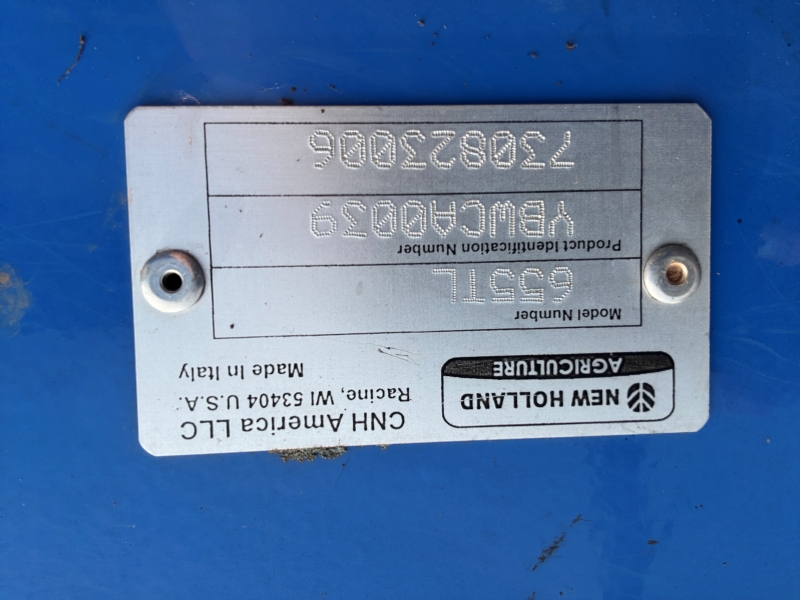 NEW HOLLAND
AGRICULTURE
CNH America LLC
Racine, WI 53404 U.S.A.
Made In Italy
Model Number
655TL
Product Identification Number
YBWCA0039
730823006